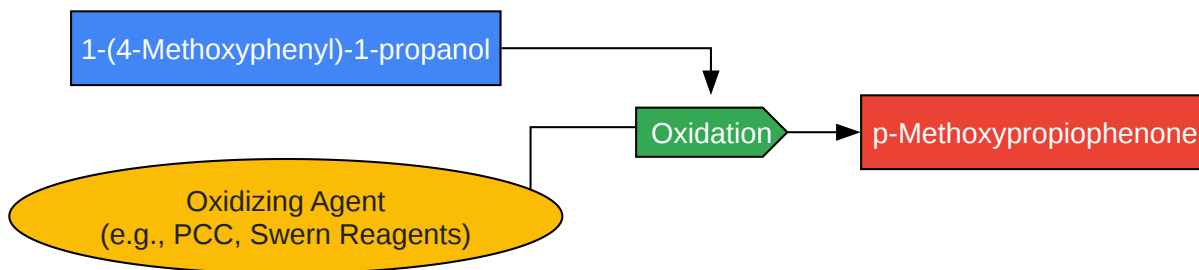 1-(4-Methoxyphenyl)-1-propanol
Oxidation
p-Methoxypropiophenone
Oxidizing Agent
(e.g., PCC, Swern Reagents)